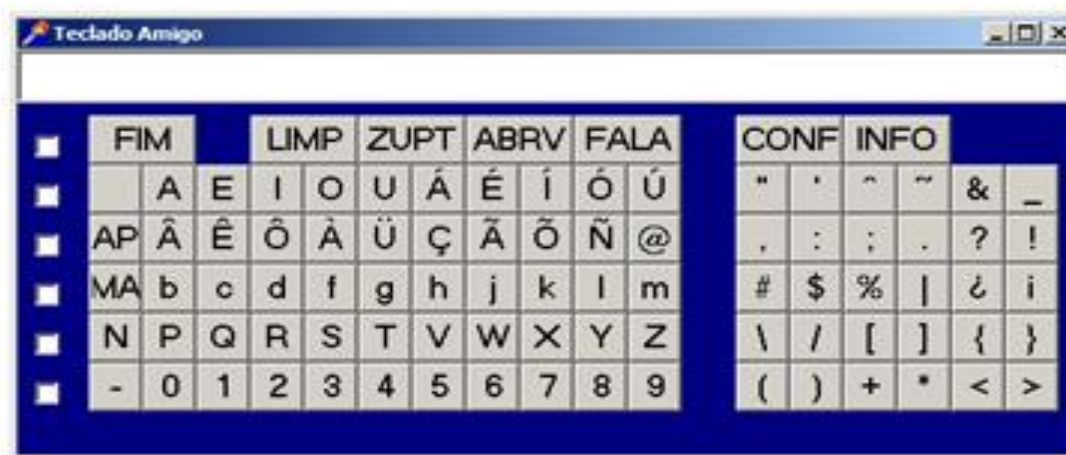 Teclado Amigo
FIM LIMP ZUPT ABRV FALA CONF INFO
A E I O U Á É Í Ó Ú " ' ^ ~ & _
AP Â Ê Ô À Ü Ç Ã Õ Ñ @ , : ; . ? !
MA b c d f g h j k l m # $ % | ¿ i
N P Q R S T V W X Y Z \ / [ ] { }
- 0 1 2 3 4 5 6 7 8 9 ( ) + * < >